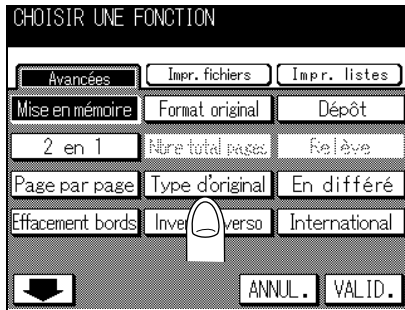 CHOISIR UNE FONCTION
Avancées Impr. fichiers Impr. listes
Mise en mémoire Format original Dépôt
2 en 1 Nbre total pages Relève
Page par page Type d'original En différé
Effacement bords verso International
ANNUL. VALID.